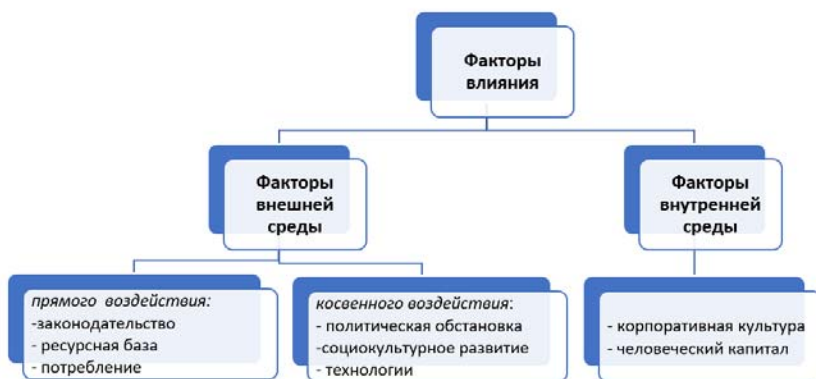 Факторы
влияния
Факторы
внешней
среды
Факторы
внутренней
среды
прямого воздействия:
-законодательство
- ресурсная база
- потребление
косвенного воздействия:
- политическая обстановка
-социокультурное развитие
- технологии
- корпоративная культура
- человеческий капитал